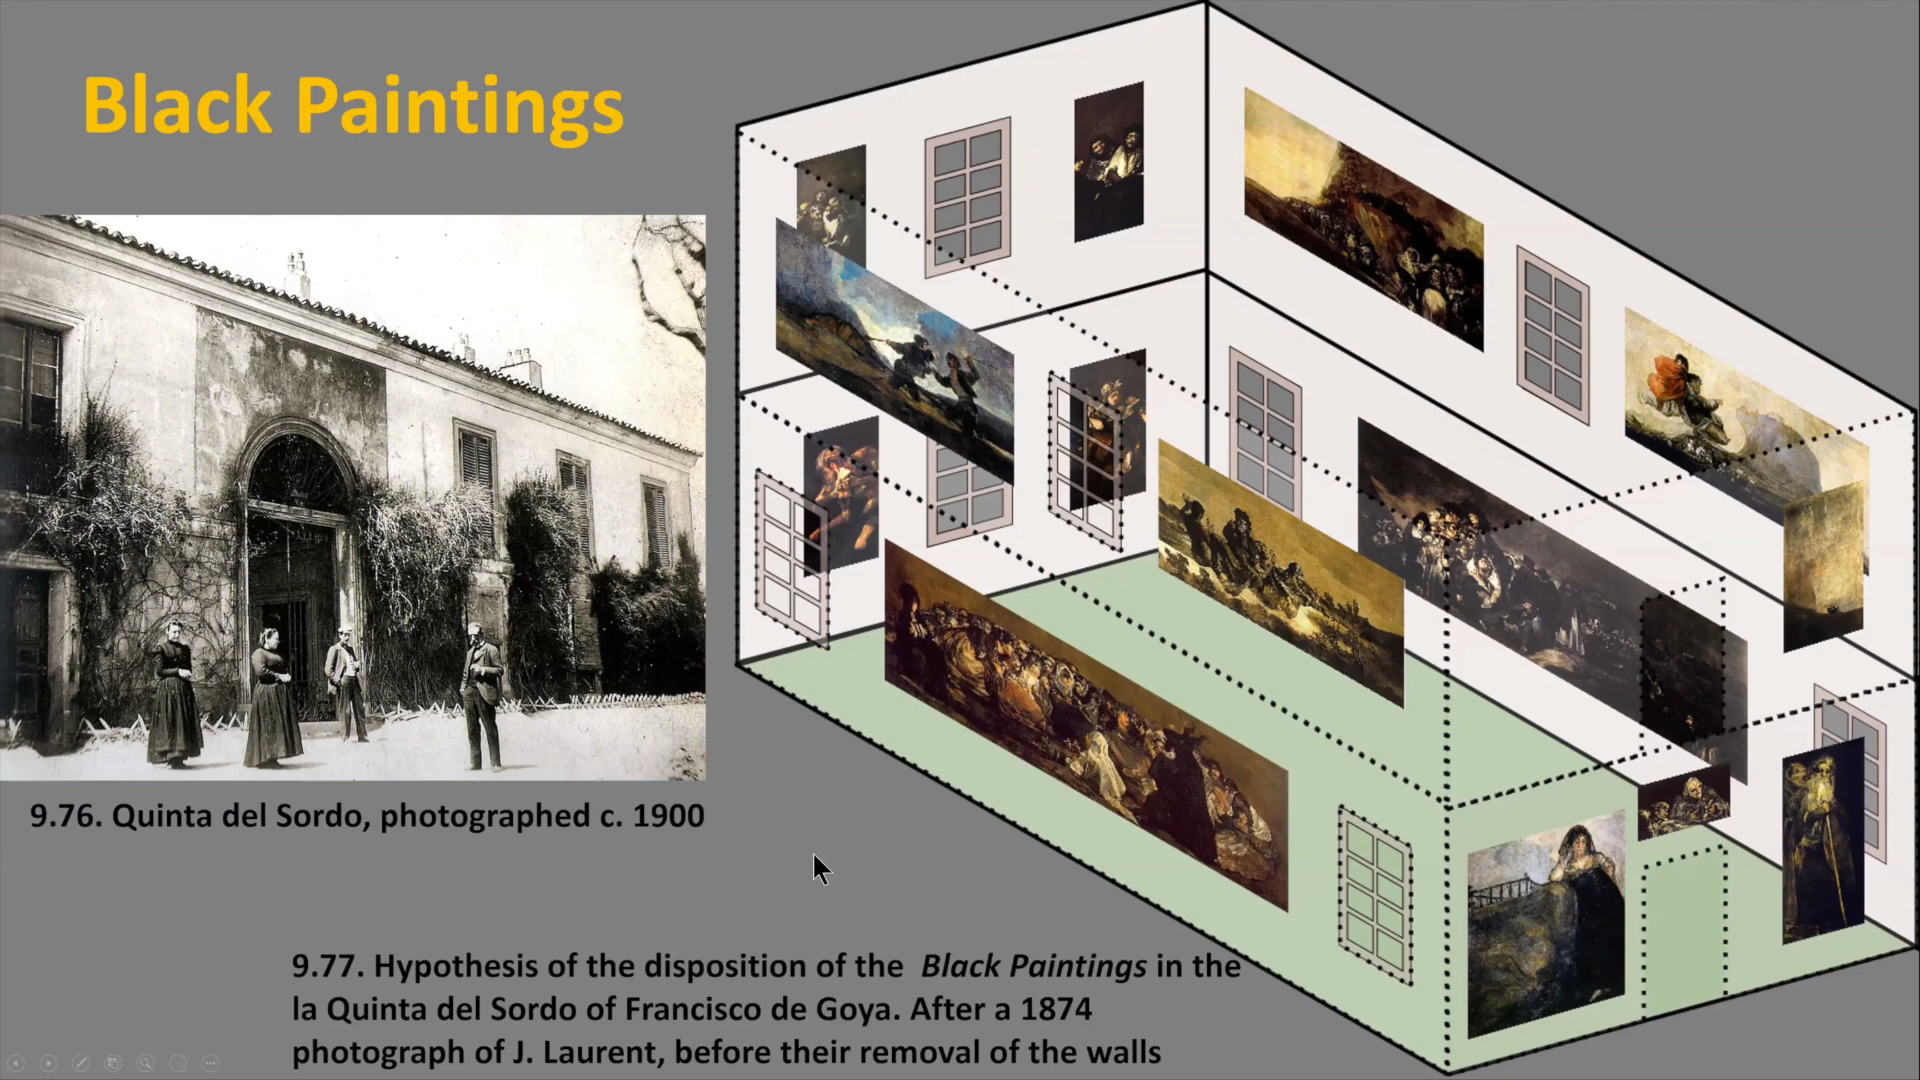 Black Paintings
9.76. Quinta del Sordo, photographed c. 1900
9.77. Hypothesis of the disposition of the Black Paintings in the
la Quinta del Sordo of Francisco de Goya. After a 1874
photograph of J. Laurent, before their removal of the walls